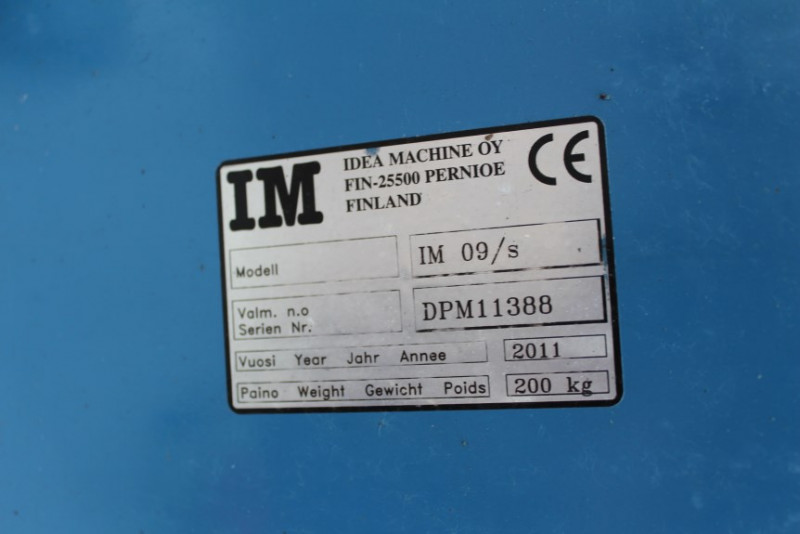 IM
IDEA MACHINE OY
FIN-25500 PERNIOE
FINLAND
CE
Modell
IM 09/s
Valm. n.o
Serien Nr.
DPM11388
Vuosi Year Jahr Annee
2011
Paino Weight Gewicht Poids
200 kg